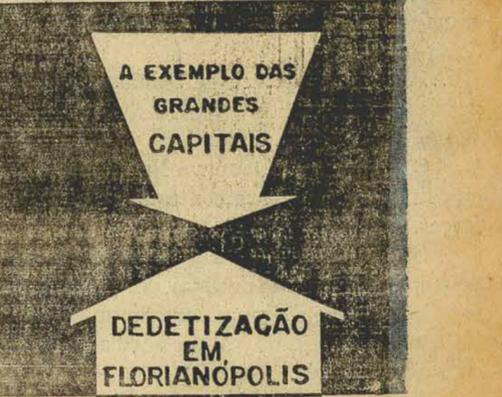 A EXEMPLO DAS
GRANDES
CAPITAIS
DEDETIZAÇÃO
EM
FLORIANÓPOLIS